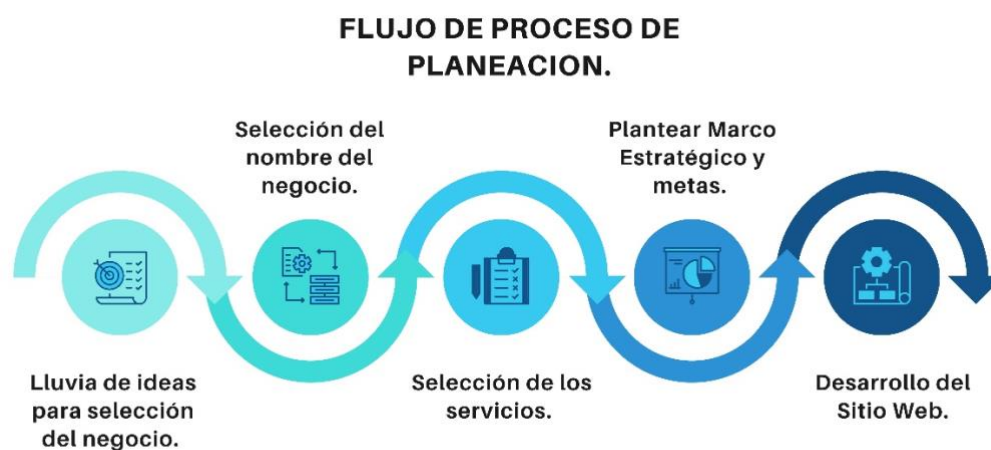 FLUJO DE PROCESO DE
PLANEACION.
Lluvia de ideas
para selección
del negocio.
Selección del
nombre del
negocio.
Selección de los
servicios.
Plantear Marco
Estratégico y
metas.
Desarrollo del
Sitio Web.